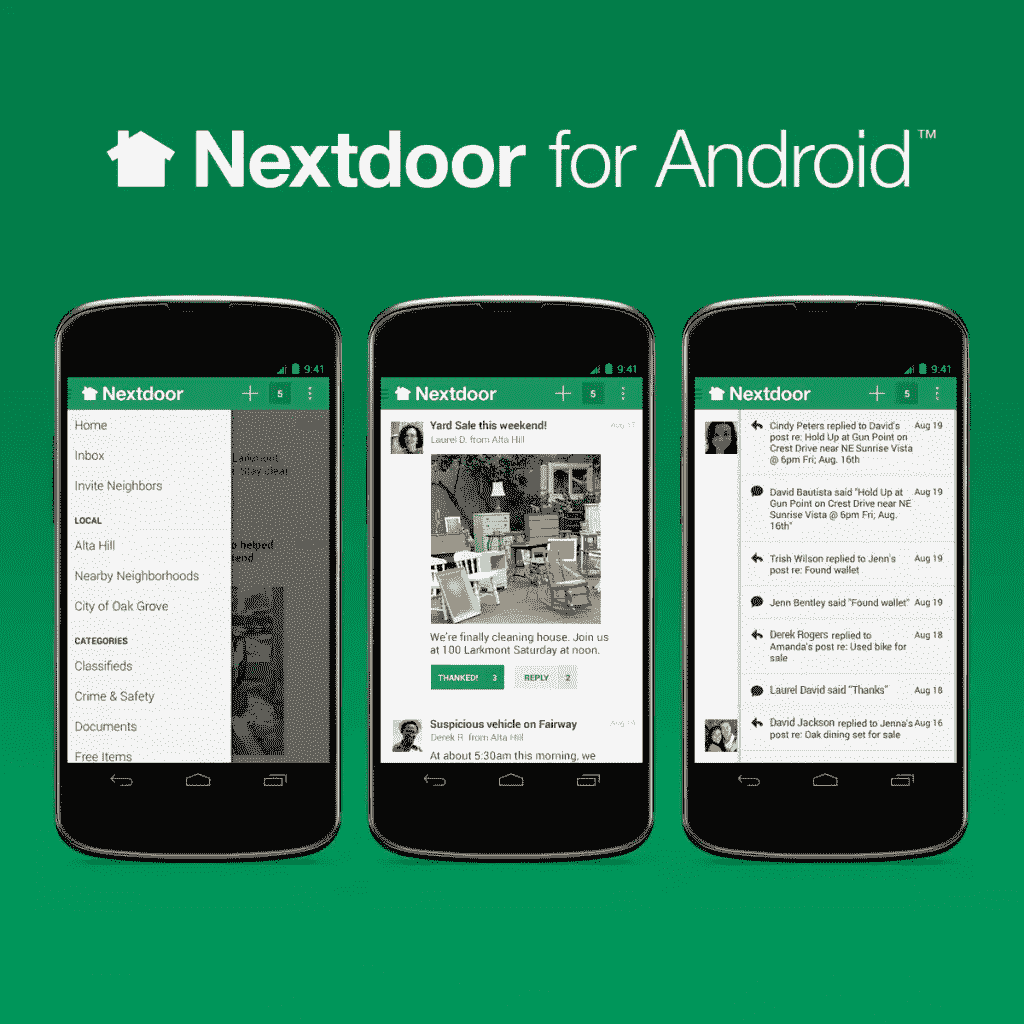 Nextdoor for Android™
9:41
Nextdoor
5
Home
Inbox
Invite Neighbors
LOCAL
Alta Hill
Nearby Neighborhoods
City of Oak Grove
CATEGORIES
Classifieds
Crime & Safety
Documents
Free Items
Larkmont
Stay clear
helped
9:41
Nextdoor
5
Yard Sale this weekend!
Aug 17
Laurel D. from Alta Hill
We're finally cleaning house. Join us
at 100 Larkmont Saturday at noon.
THANKED! 3
REPLY 2
Suspicious vehicle on Fairway
Derek R. from Alta Hill
At about 5:30am this morning, we
9:41
Nextdoor
5
Cindy Peters replied to David's Aug 19
post re: Hold Up at Gun Point on
Crest Drive near NE Sunrise Vista
@ 6pm Fri; Aug. 16th
David Bautista said "Hold Up at Aug 19
Gun Point on Crest Drive near NE
Sunrise Vista @ 6pm Fri; Aug.
16th"
Trish Wilson replied to Jenn's Aug 19
post re: Found wallet
Jenn Bentley said "Found wallet" Aug 19
Derek Rogers replied to Aug 18
Amanda's post re: Used bike for
sale
Laurel David said "Thanks" Aug 18
David Jackson replied to Jenna's Aug 16
post re: Oak dining set for sale